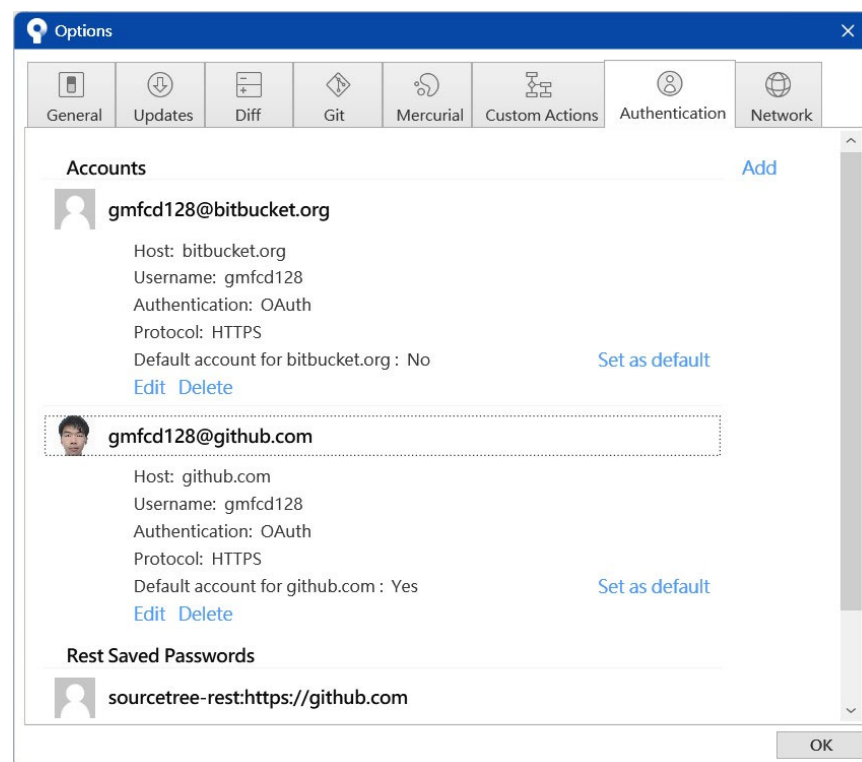 Options
General
Updates
Diff
Git
Mercurial
Custom Actions
Authentication
Network
Accounts
Add
gmfcd128@bitbucket.org
Host: bitbucket.org
Username: gmfcd128
Authentication: OAuth
Protocol: HTTPS
Default account for bitbucket.org : No
Set as default
Edit Delete
gmfcd128@github.com
Host: github.com
Username: gmfcd128
Authentication: OAuth
Protocol: HTTPS
Default account for github.com : Yes
Set as default
Edit Delete
Rest Saved Passwords
sourcetree-rest:https://github.com
OK